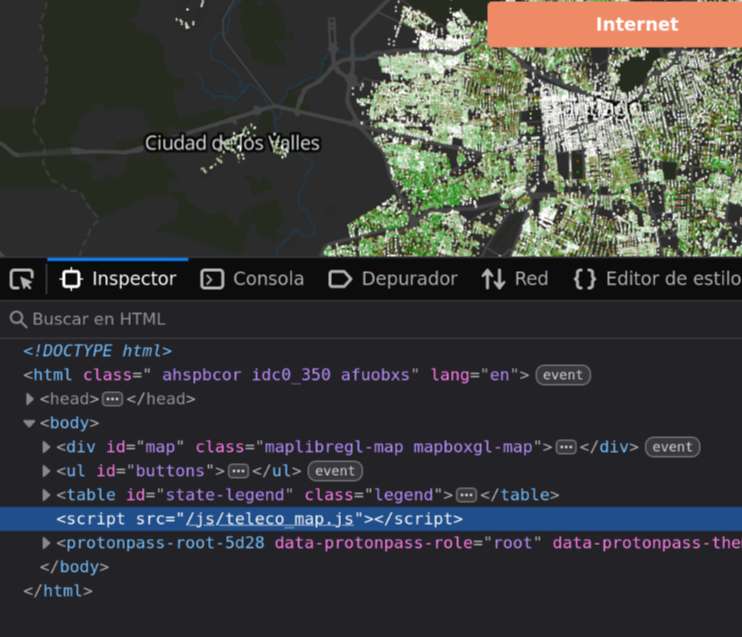 Internet
Ciudad de los Valles
Inspector Consola Depurador Red {} Editor de estilo
Buscar en HTML
<!DOCTYPE html>
<html class=" ahspbcor idc0_350 afuobxs" lang="en"> event
<head>···</head>
<body>
<div id="map" class="maplibregl-map mapboxgl-map">···</div> event
<ul id="buttons">···</ul> event
<table id="state-legend" class="legend">···</table>
<script src="/js/teleco_map.js"></script>
<protonpass-root-5d28 data-protonpass-role="root" data-protonpass-the
</body>
</html>